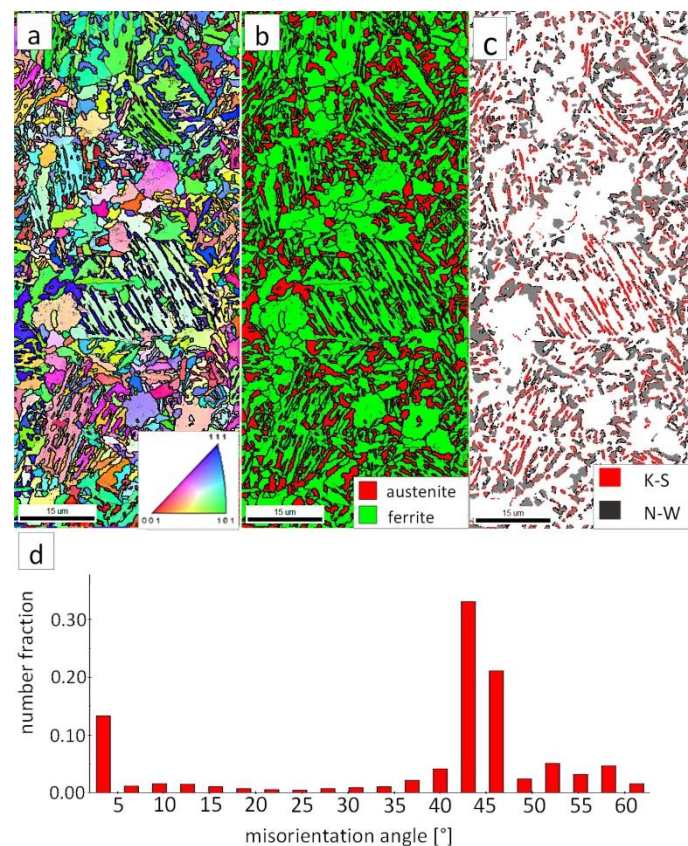 a
b
c
111
001
101
15 um
austenite
ferrite
15 um
K-S
N-W
15 um
d
number fraction
0.30
0.20
0.10
0.00
5 10 15 20 25 30 35 40 45 50 55 60
misorientation angle [°]